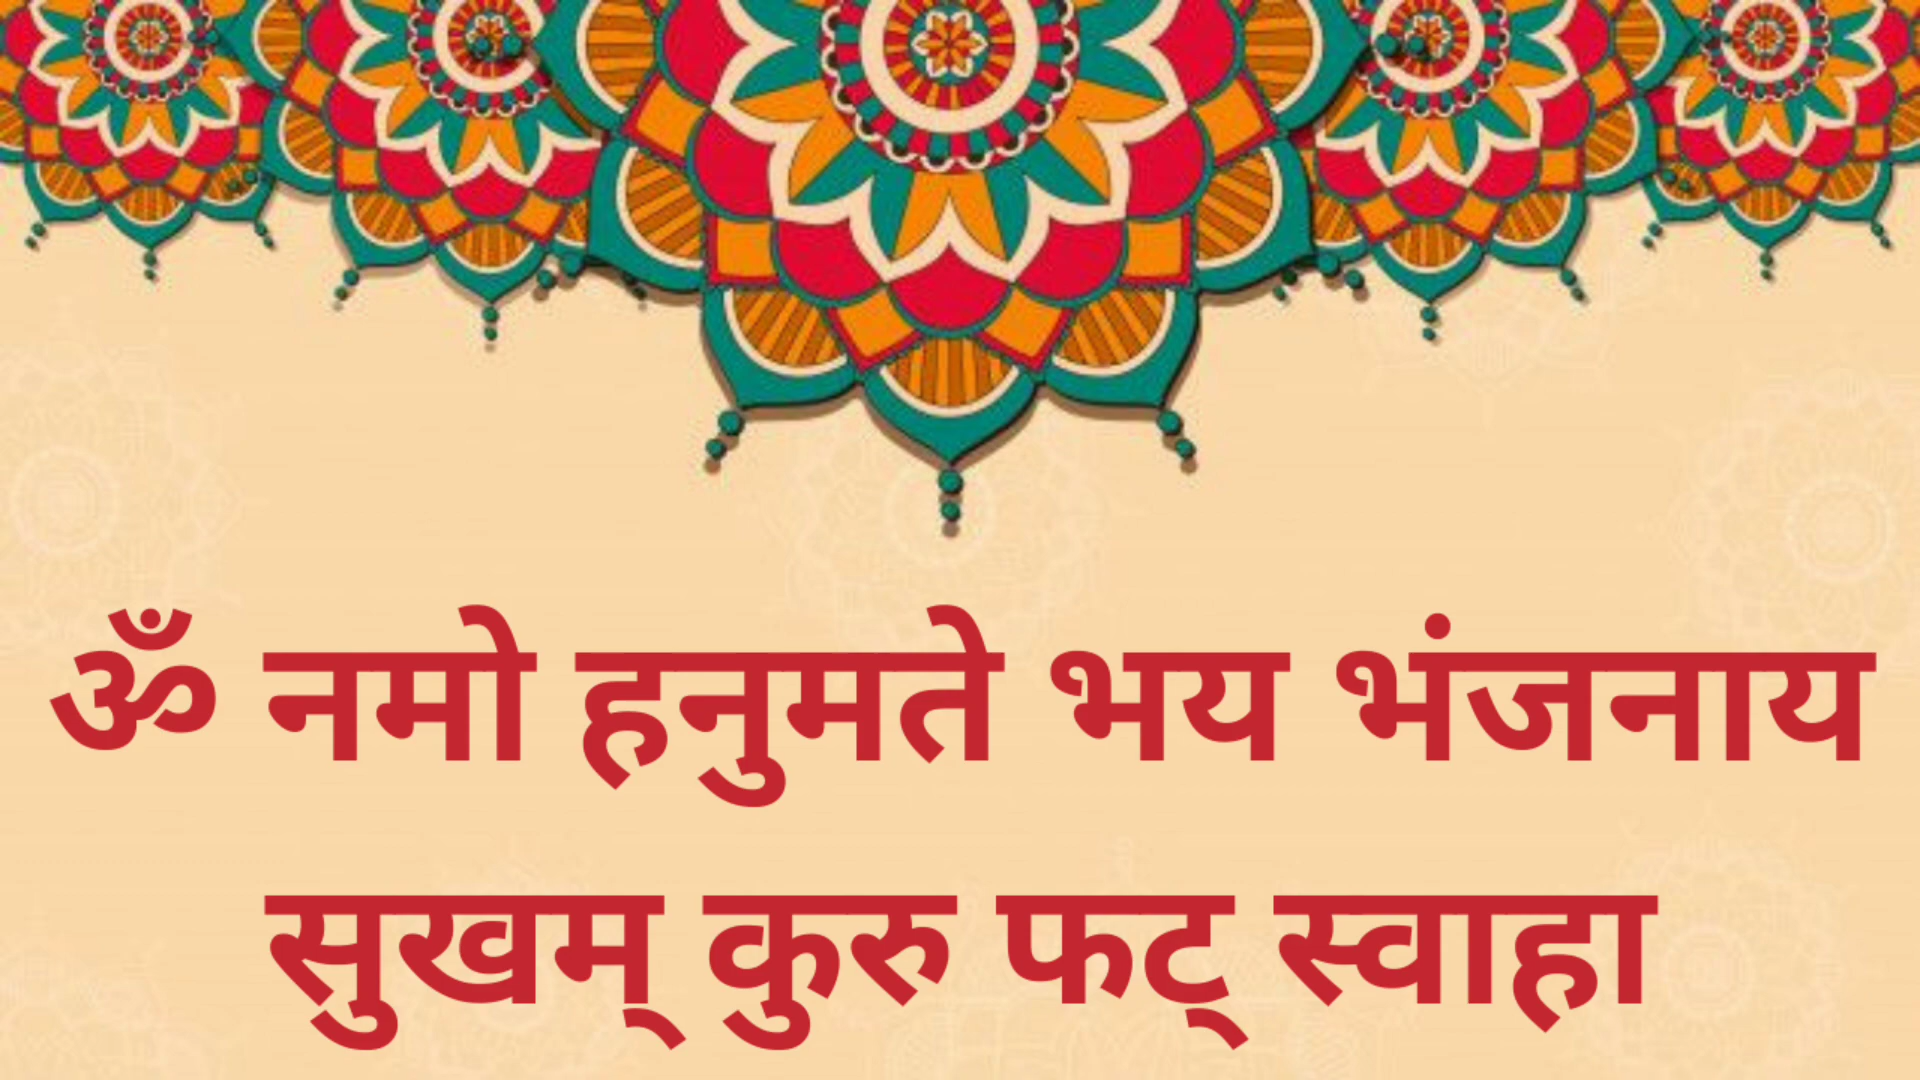 ॐ नमो हनुमते भय भंजनाय
सुखम् कुरु फट् स्वाहा